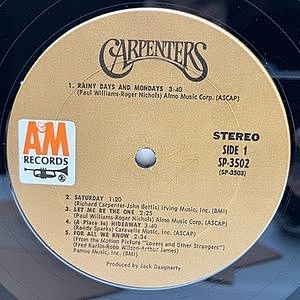 CARPENTERS
1. RAINY DAYS AND MONDAYS 3:40
(Paul Williams-Roger Nichols) Almo Music Corp. (ASCAP)
A&M
RECORDS
STEREO
SIDE 1
SP-3502
(SP-3503)
2. SATURDAY 1:20
(Richard Carpenter-John Bettis) Irving Music, Inc. (BMI)
3. LET ME BE THE ONE 2:25
(Paul Williams-Roger Nichols) Almo Music Corp. (ASCAP)
4. (A Place to) HIDEAWAY 3:40
(Randy Sparks) Caravelle Music, Inc. (ASCAP)
5. FOR ALL WE KNOW 2:34
(From the Motion Picture "Lovers and Other Strangers")
(Fred Karlin-Robb Wilson-Arthur James)
Pamco Music, Inc. (BMI)
Produced by Jack Daugherty